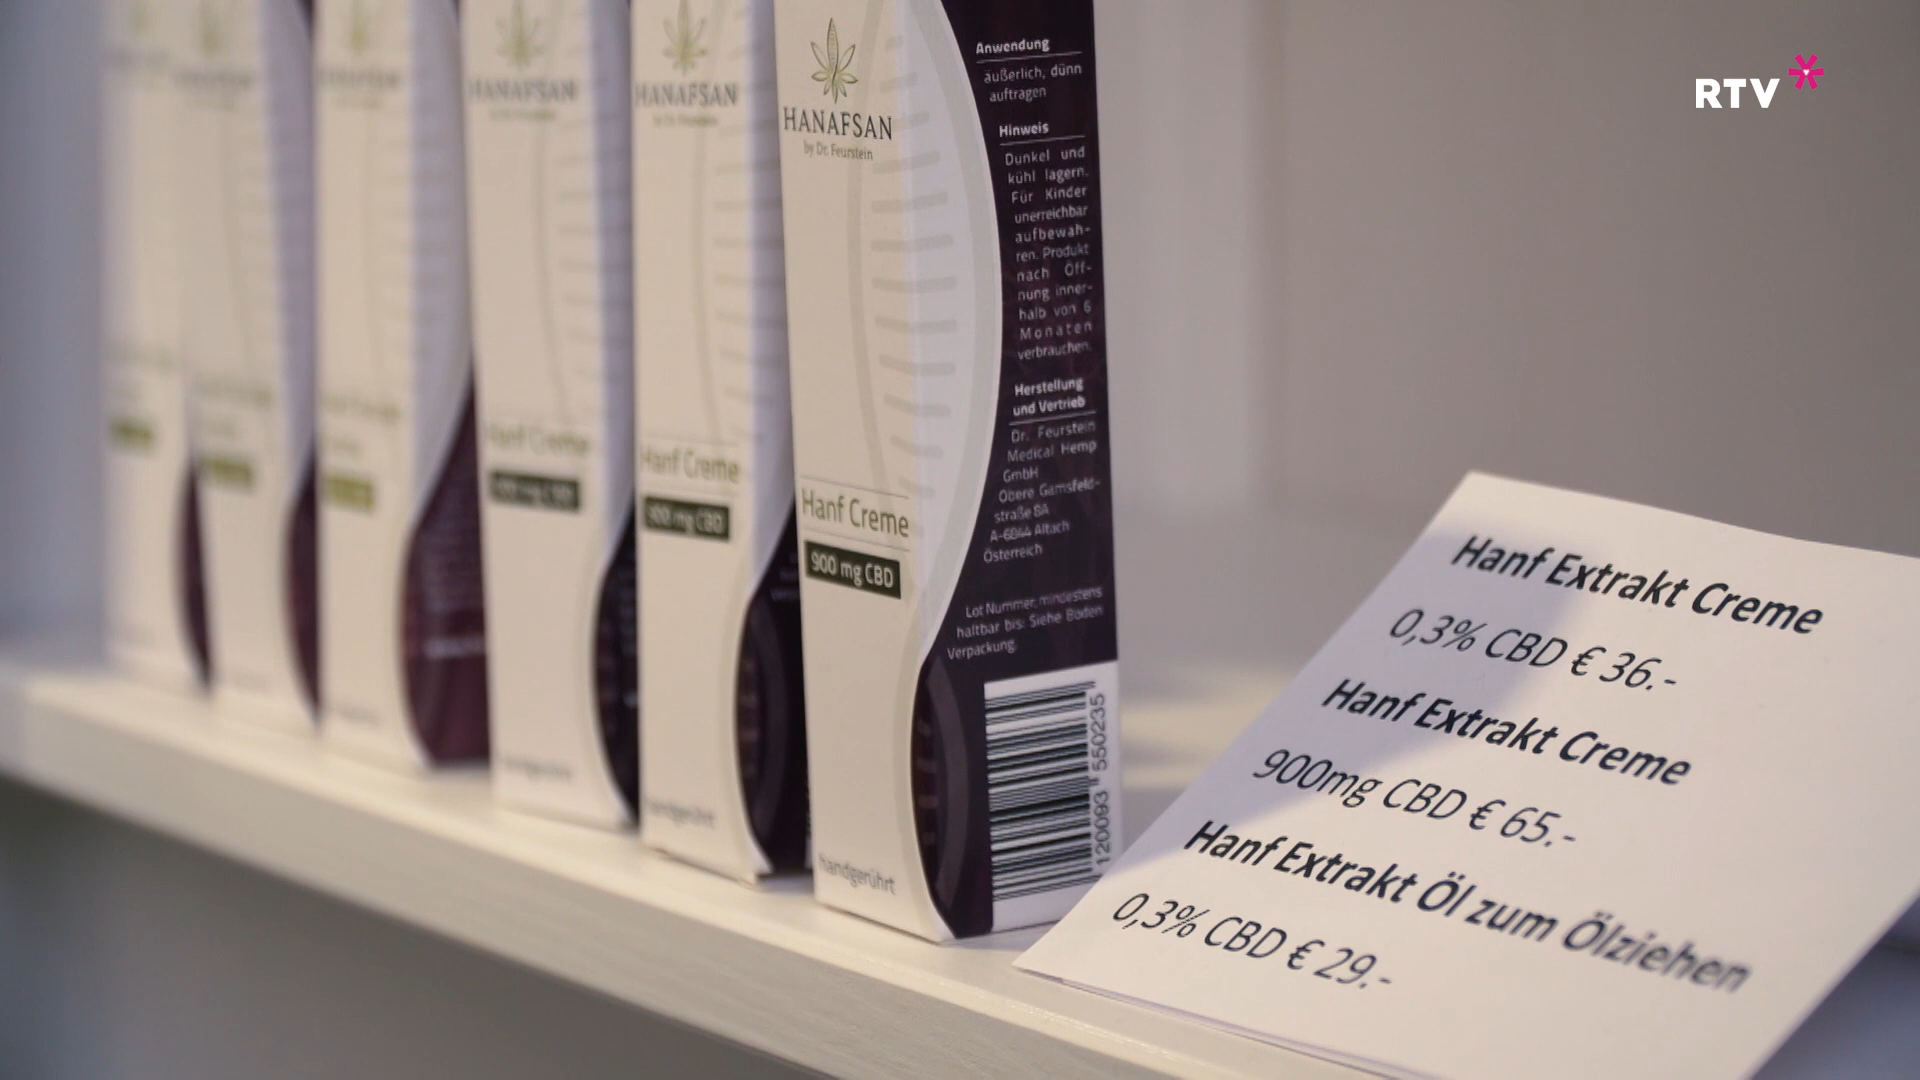 RTV
HANAFSAN
HANAFSAN
HANAFSAN
by Dr. Feurstein
Hanf Creme
Hanf Creme
900 mg CBD
Hanf Creme
900 mg CBD
handgerührt
Anwendung
äußerlich, dünn
auftragen
Hinweis
Dunkel und
kühl lagern.
Für Kinder
unerreichbar
aufbewah-
ren. Produkt
nach Öff-
nung inner-
halb von 6
Monaten
verbrauchen.
Herstellung
und Vertrieb
Dr. Feurstein
Medical Hemp
GmbH
Obere Gamsfeld-
straße 8A
A-6844 Altach
Österreich
Lot Nummer, mindestens
haltbar bis: Siehe Boden
Verpackung.
120093 550235
Hanf Extrakt Creme
0,3% CBD € 36.-
Hanf Extrakt Creme
900mg CBD € 65.-
Hanf Extrakt Öl zum Ölziehen
0,3% CBD € 29.-